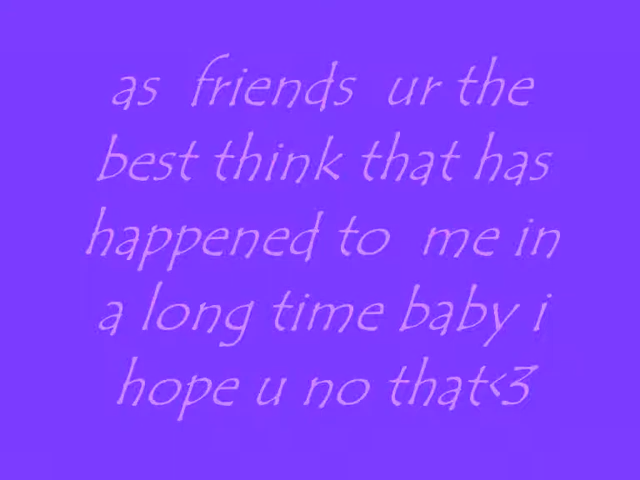 as friends ur the
best think that has
happened to me in
a long time baby i
hope u no that<3